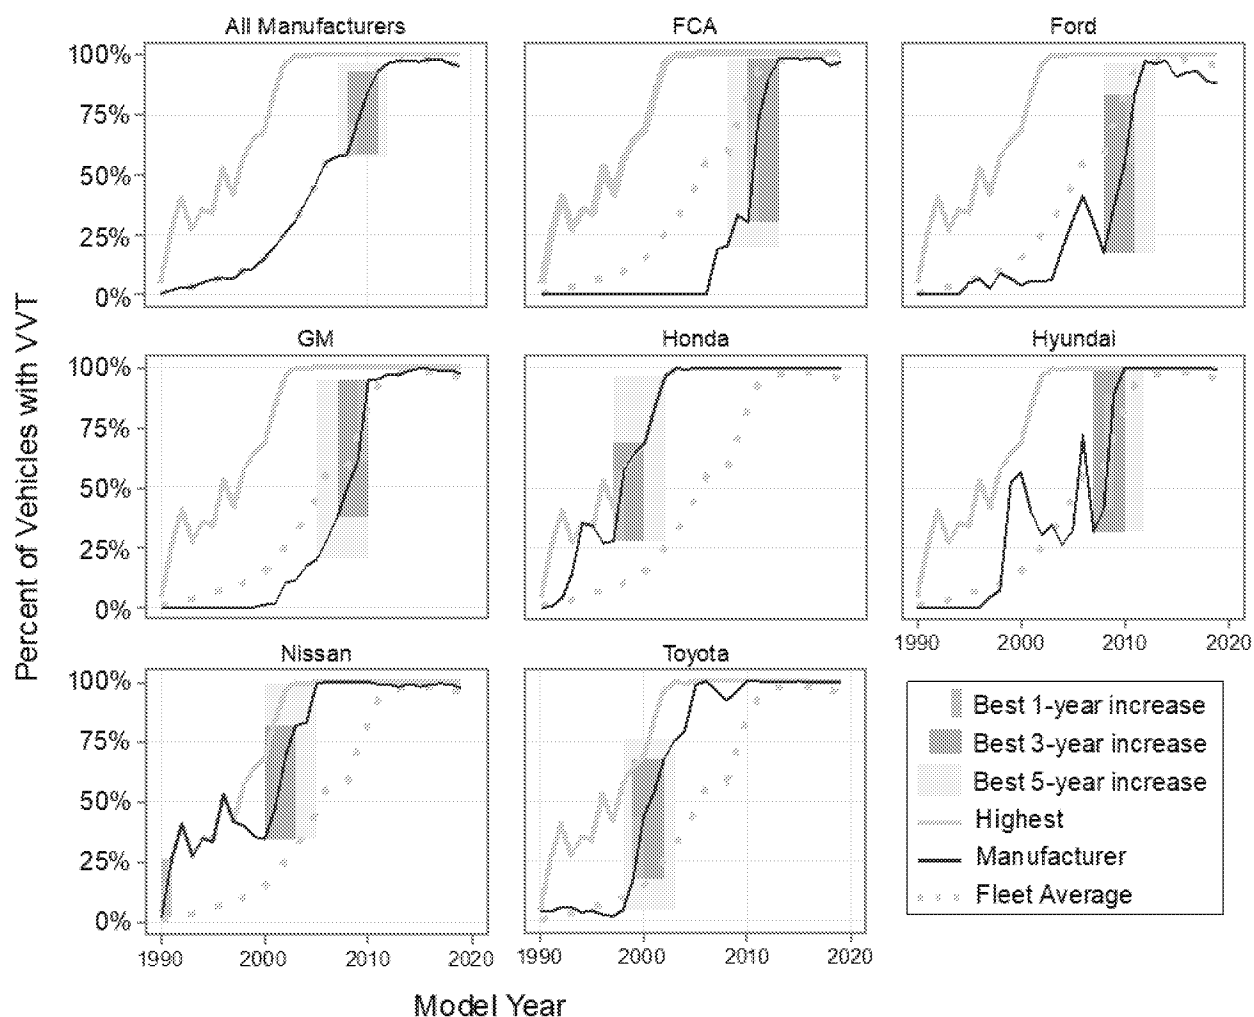 All Manufacturers FCA Ford
100%
75%
50%
25%
0%
GM Honda Hyundai
100%
75%
50%
25%
0%
1990 2000 2010 2020
Nissan Toyota
100%
75%
50%
25%
0%
1990 2000 2010 2020 1990 2000 2010 2020
Best 1-year increase
Best 3-year increase
Best 5-year increase
Highest
Manufacturer
Fleet Average
Percent of Vehicles with VVT
Model Year